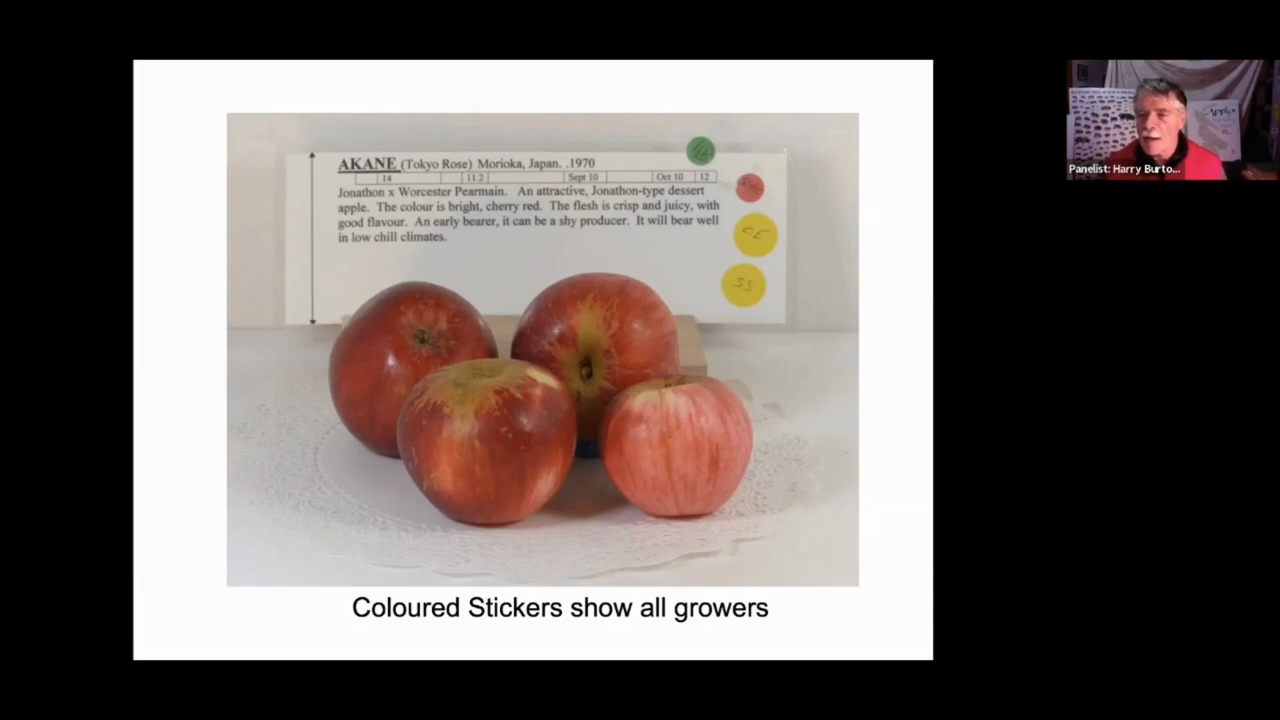 AKANE (Tokyo Rose) Morioka, Japan. .1970
14 11.2 Sept 10 Oct 10 12
Jonathon x Worcester Pearmain. An attractive, Jonathon-type dessert
apple. The colour is bright, cherry red. The flesh is crisp and juicy, with
good flavour. An early bearer, it can be a shy producer. It will bear well
in low chill climates.
SS
Coloured Stickers show all growers
Apples
Panelist: Harry Burto...